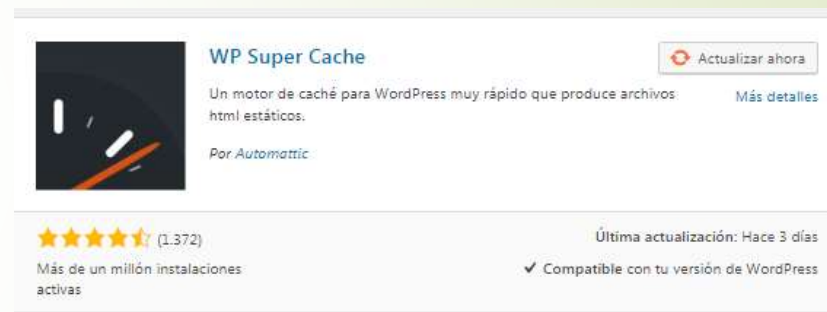 WP Super Cache
Actualizar ahora
Un motor de caché para WordPress muy rápido que produce archivos
html estáticos.
Más detalles
Por Automattic
(1.372)
Última actualización: Hace 3 días
Más de un millón instalaciones
activas
✔ Compatible con tu versión de WordPress